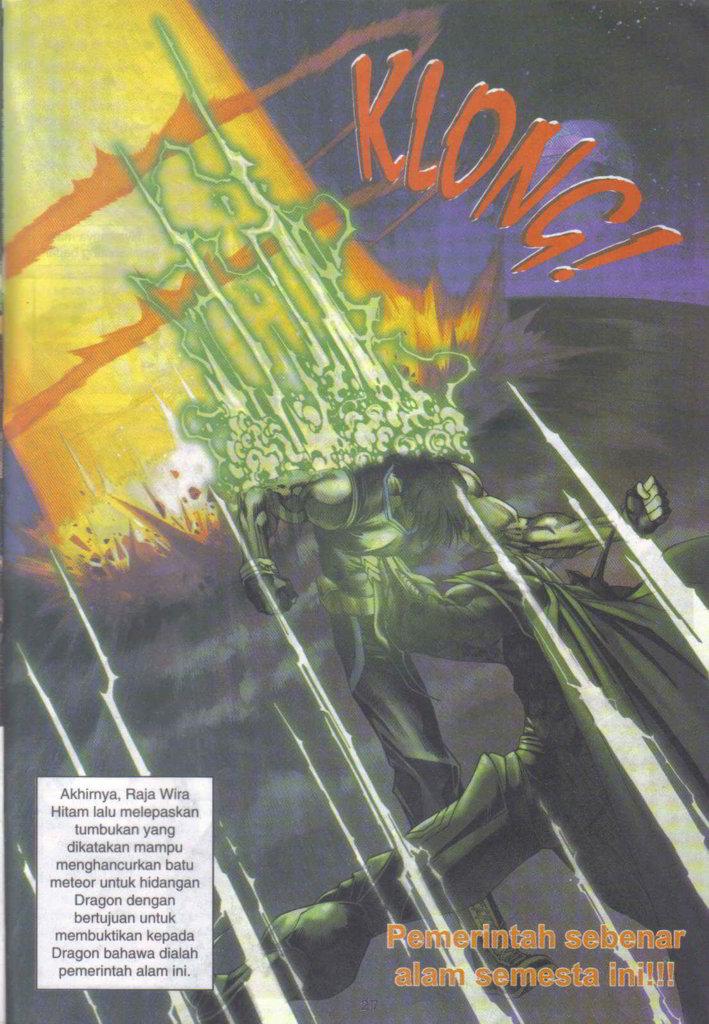 KLONG!
Akhirnya, Raja Wira
Hitam lalu melepaskan
tumbukan yang
dikatakan mampu
menghancurkan batu
meteor untuk hidangan
Dragon dengan
bertujuan untuk
membuktikan kepada
Dragon bahawa dialah
pemerintah alam ini.
Pemerintah sebenar
alam semesta ini!!!
27